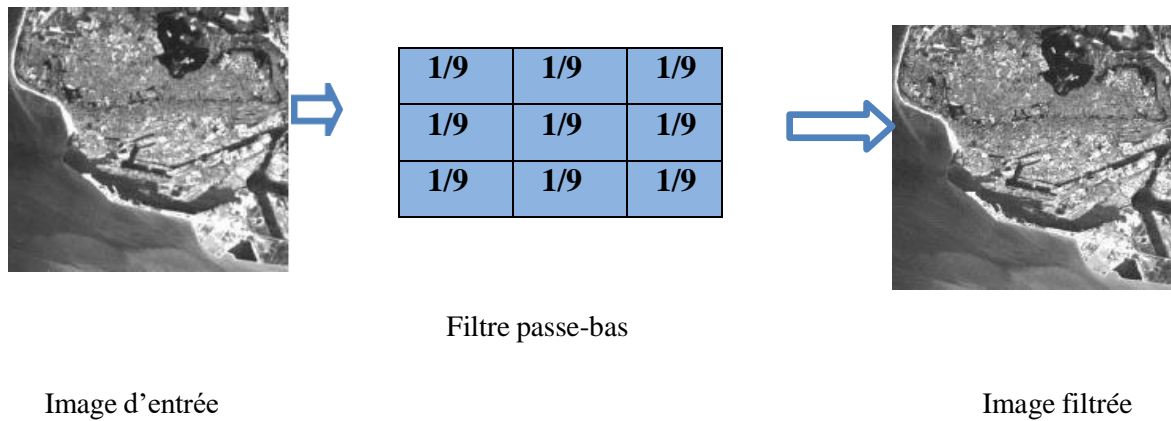 1/9 1/9 1/9
1/9 1/9 1/9
1/9 1/9 1/9
Filtre passe-bas
Image d’entrée
Image filtrée